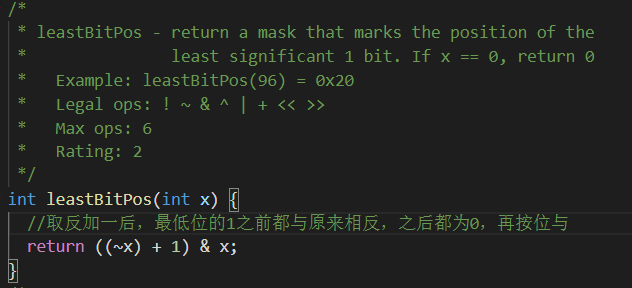 /*
 * leastBitPos - return a mask that marks the position of the
 *               least significant 1 bit. If x == 0, return 0
 *   Example: leastBitPos(96) = 0x20
 *   Legal ops: ! ~ & ^ | + << >>
 *   Max ops: 6
 *   Rating: 2
 */
int leastBitPos(int x) {
  //取反加一后，最低位的1之前都与原来相反，之后都为0，再按位与
  return ((~x) + 1) & x;
}